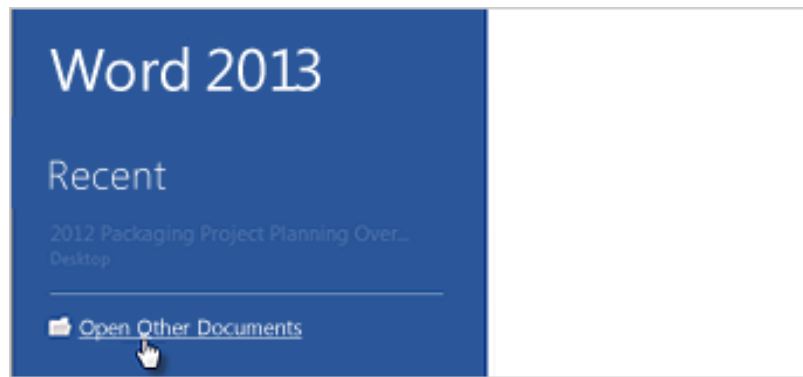 Word 2013
Recent
2012 Packaging Project Planning Over...
Desktop
Open Other Documents